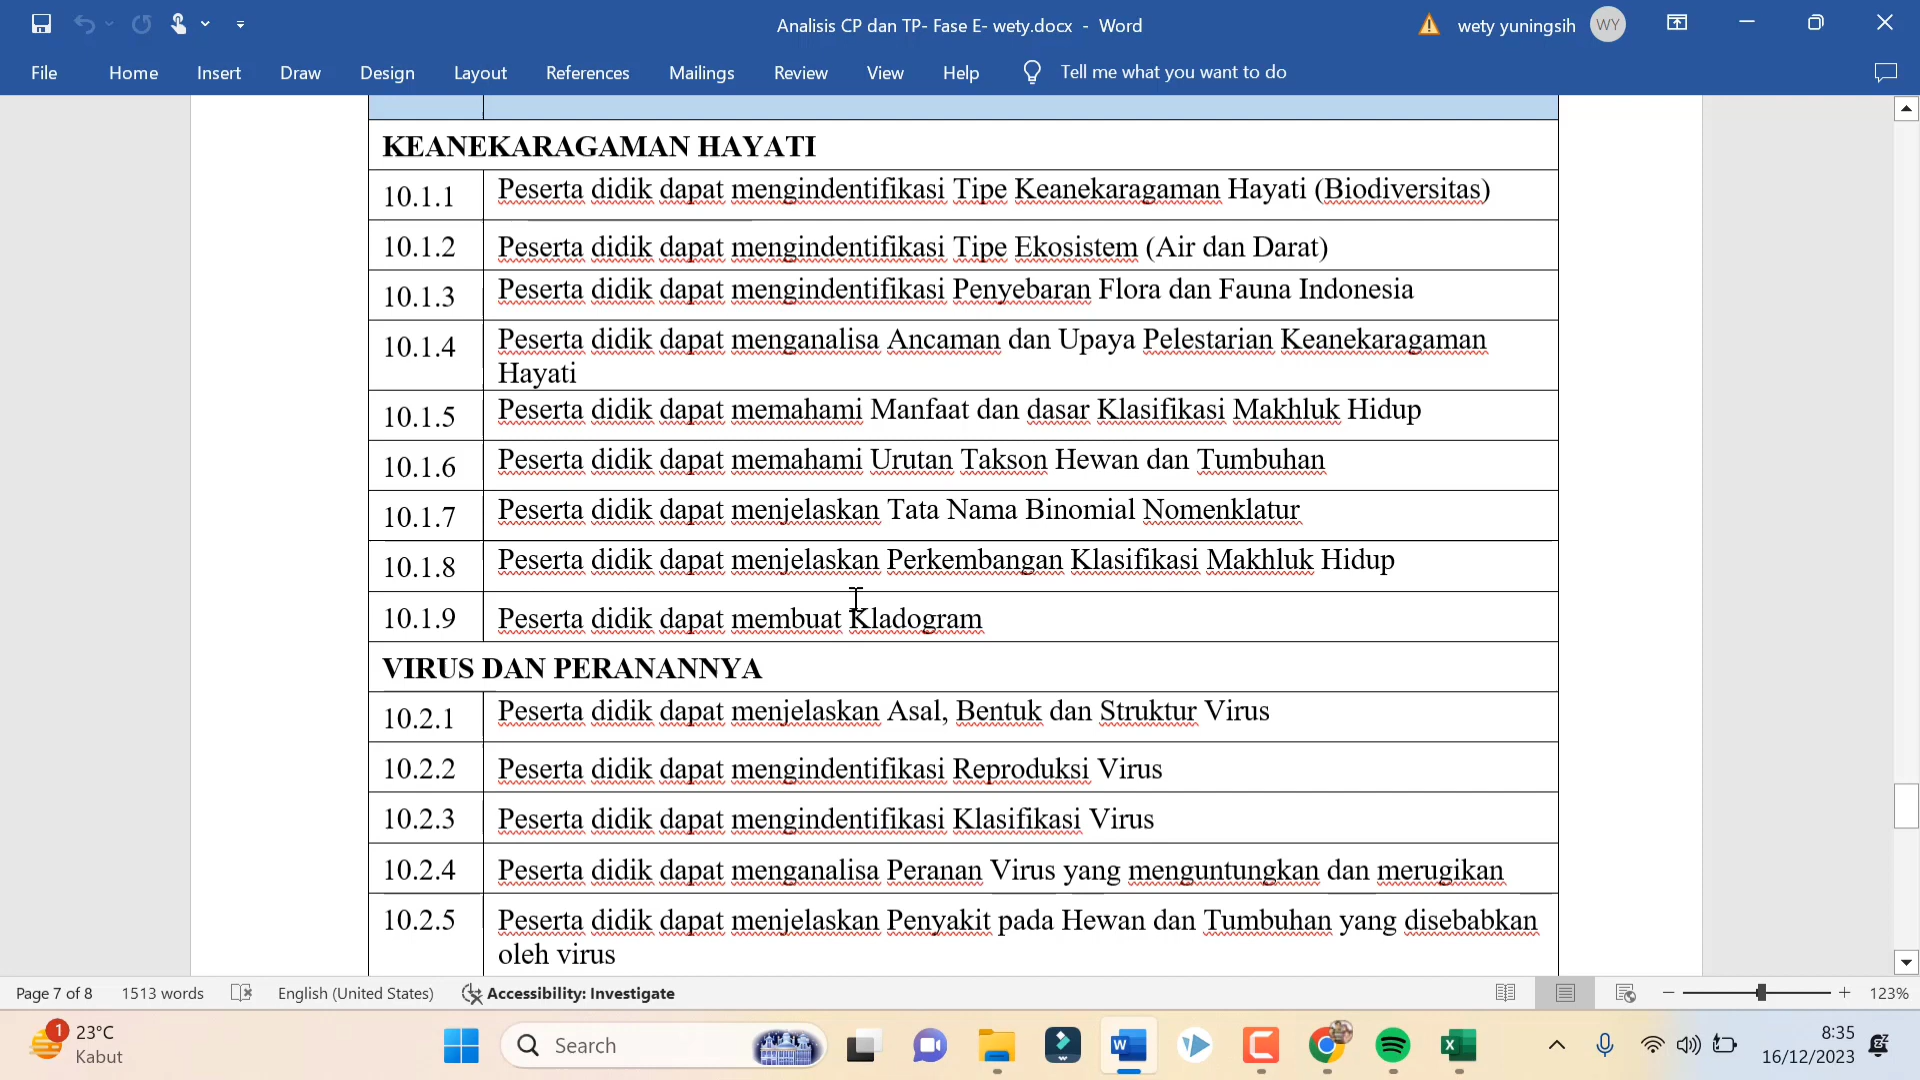 Analisis CP dan TP- Fase E- wety.docx - Word
wety yuningsih
WY
File Home Insert Draw Design Layout References Mailings Review View Help Tell me what you want to do
KEANEKARAGAMAN HAYATI
10.1.1 Peserta didik dapat mengindentifikasi Tipe Keanekaragaman Hayati (Biodiversitas)
10.1.2 Peserta didik dapat mengindentifikasi Tipe Ekosistem (Air dan Darat)
10.1.3 Peserta didik dapat mengindentifikasi Penyebaran Flora dan Fauna Indonesia
10.1.4 Peserta didik dapat menganalisa Ancaman dan Upaya Pelestarian Keanekaragaman
Hayati
10.1.5 Peserta didik dapat memahami Manfaat dan dasar Klasifikasi Makhluk Hidup
10.1.6 Peserta didik dapat memahami Urutan Takson Hewan dan Tumbuhan
10.1.7 Peserta didik dapat menjelaskan Tata Nama Binomial Nomenklatur
10.1.8 Peserta didik dapat menjelaskan Perkembangan Klasifikasi Makhluk Hidup
10.1.9 Peserta didik dapat membuat Kladogram
VIRUS DAN PERANANNYA
10.2.1 Peserta didik dapat menjelaskan Asal, Bentuk dan Struktur Virus
10.2.2 Peserta didik dapat mengindentifikasi Reproduksi Virus
10.2.3 Peserta didik dapat mengindentifikasi Klasifikasi Virus
10.2.4 Peserta didik dapat menganalisa Peranan Virus yang menguntungkan dan merugikan
10.2.5 Peserta didik dapat menjelaskan Penyakit pada Hewan dan Tumbuhan yang disebabkan
oleh virus
Page 7 of 8 1513 words English (United States) Accessibility: Investigate 123%
1 23°C
Kabut
Search
8:35
16/12/2023